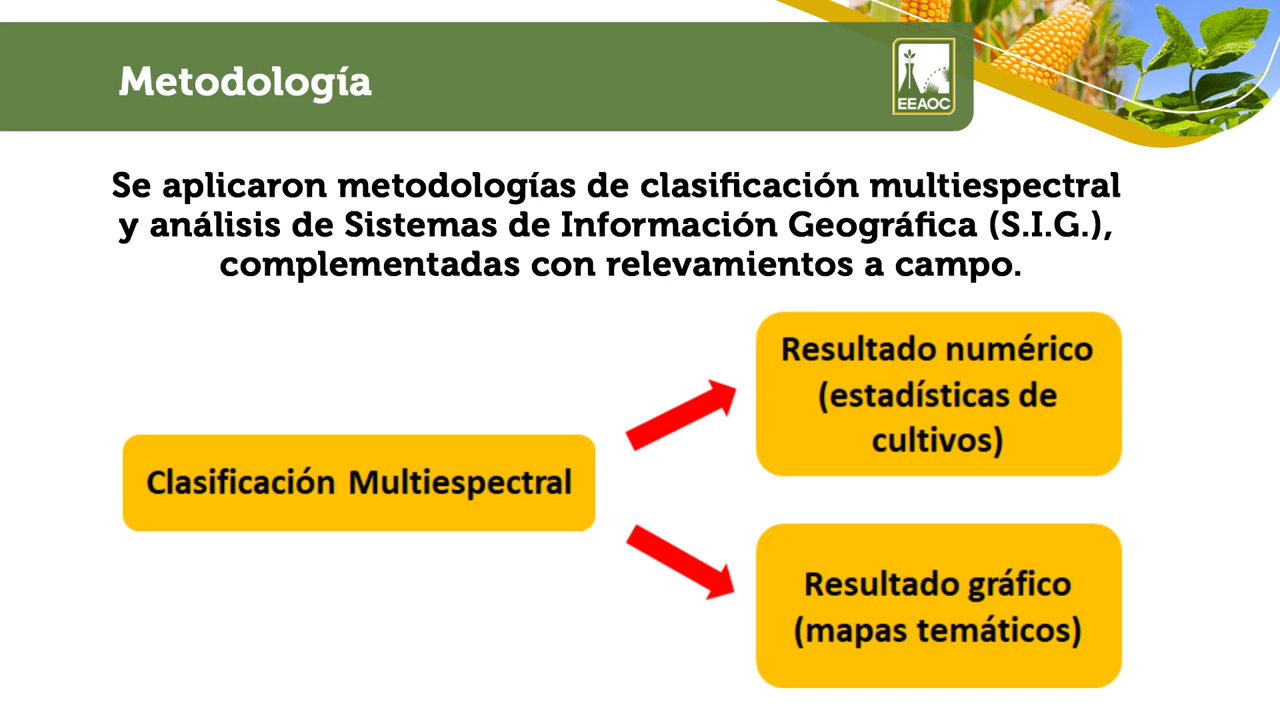 Metodología
EEAOC
Se aplicaron metodologías de clasificación multiespectral
y análisis de Sistemas de Información Geográfica (S.I.G.),
complementadas con relevamientos a campo.
Clasificación Multiespectral
Resultado numérico
(estadísticas de
cultivos)
Resultado gráfico
(mapas temáticos)